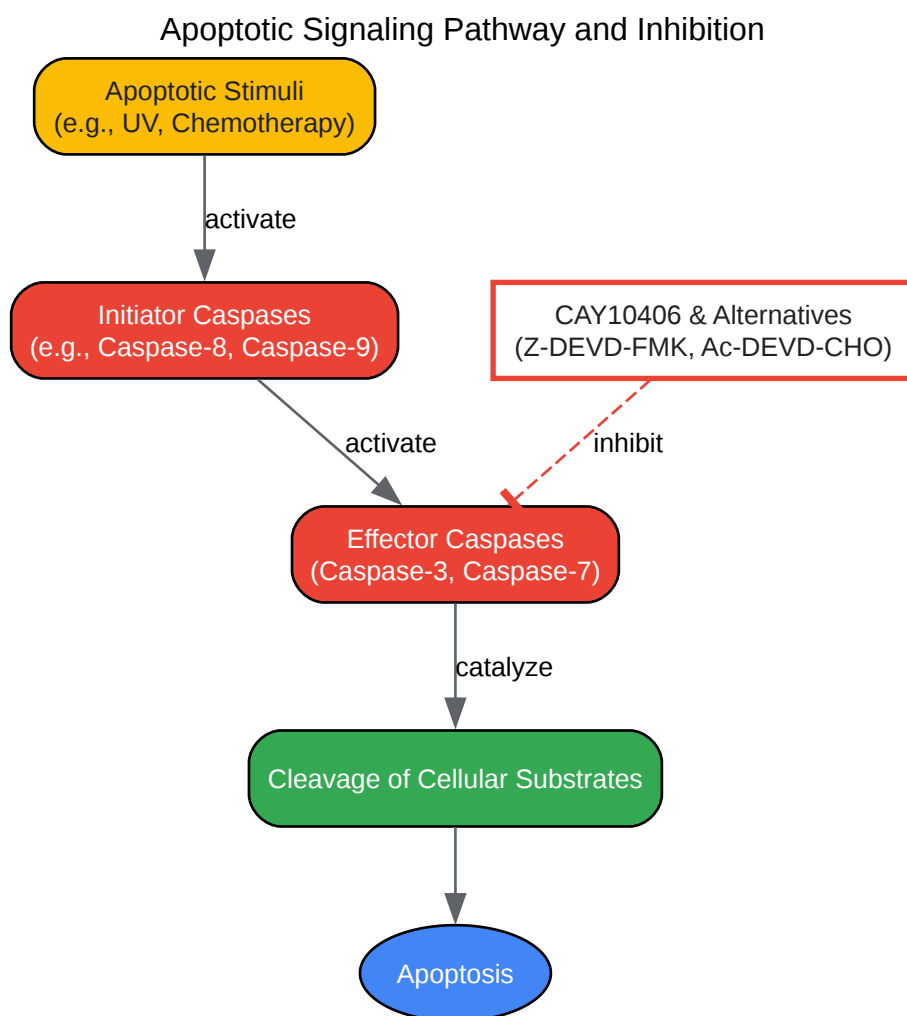 Apoptotic Signaling Pathway and Inhibition
Apoptotic Stimuli
(e.g., UV, Chemotherapy)
activate
Initiator Caspases
(e.g., Caspase-8, Caspase-9)
CAY10406 & Alternatives
(Z-DEVD-FMK, Ac-DEVD-CHO)
activate
inhibit
Effector Caspases
(Caspase-3, Caspase-7)
catalyze
Cleavage of Cellular Substrates
Apoptosis